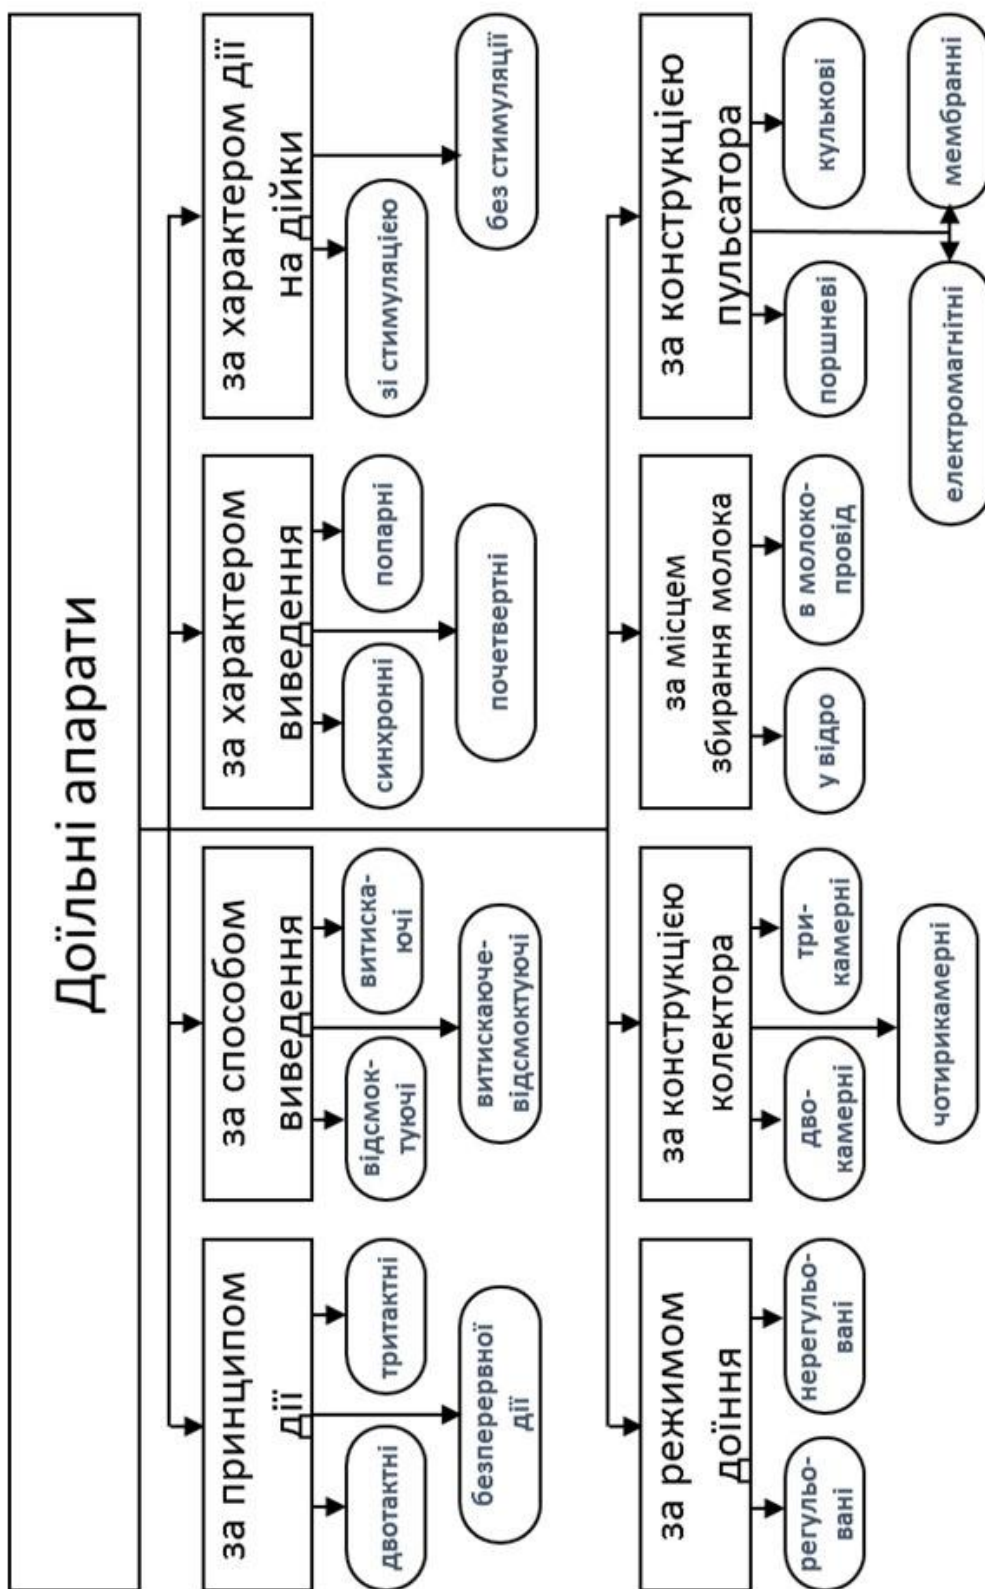 Доїльні апарати
за принципом
дії
двотактні
тритактні
безперервної
дії
за способом
виведення
відсмок-
туючі
витиска-
ючі
витискаюче-
відсмоктуючі
за характером
виведення
синхронні
попарні
почетвертні
за характером дії
на дійки
зі стимуляцією
без стимуляції
за режимом
доїння
регульо-
вані
нерегульо-
вані
за конструкцією
колектора
дво-
камерні
три-
камерні
чотирикамерні
за місцем
збирання молока
у відро
в молоко-
провід
за конструкцією
пульсатора
поршневі
кулькові
електромагнітні
мембранні